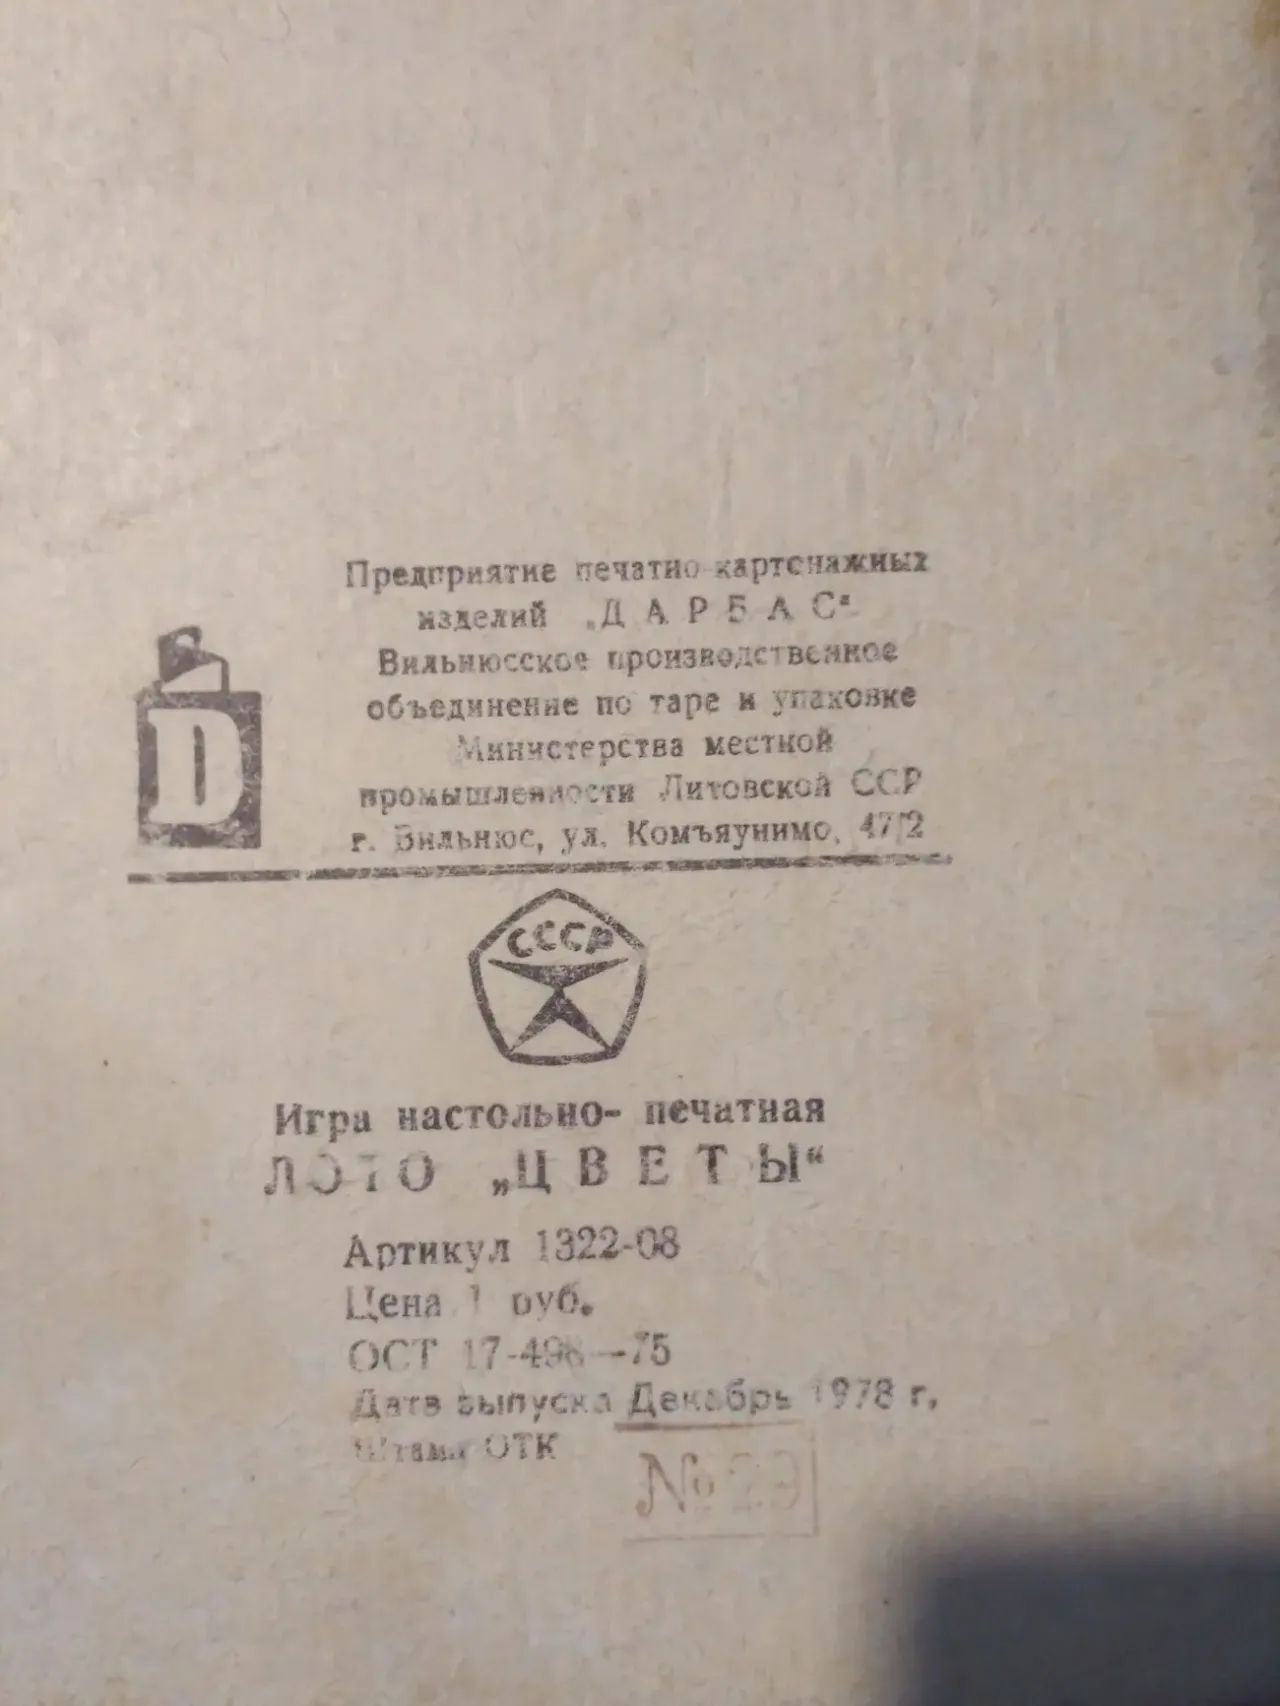 Предприятие печатно-картонажных
изделий „ДАРБАС“
Вильнюсское производственное
объединение по таре и упаковке
Министерства местной
промышленности Литовской ССР
г. Вильнюс, ул. Комъяунимо, 47/2
D
СССР
Игра настольно- печатная
ЛОТО „ЦВЕТЫ“
Артикул 1322-08
Цена 1 руб.
ОСТ 17-498—75
Дата выпуска Декабрь 1978 г.
Штамп ОТК
№